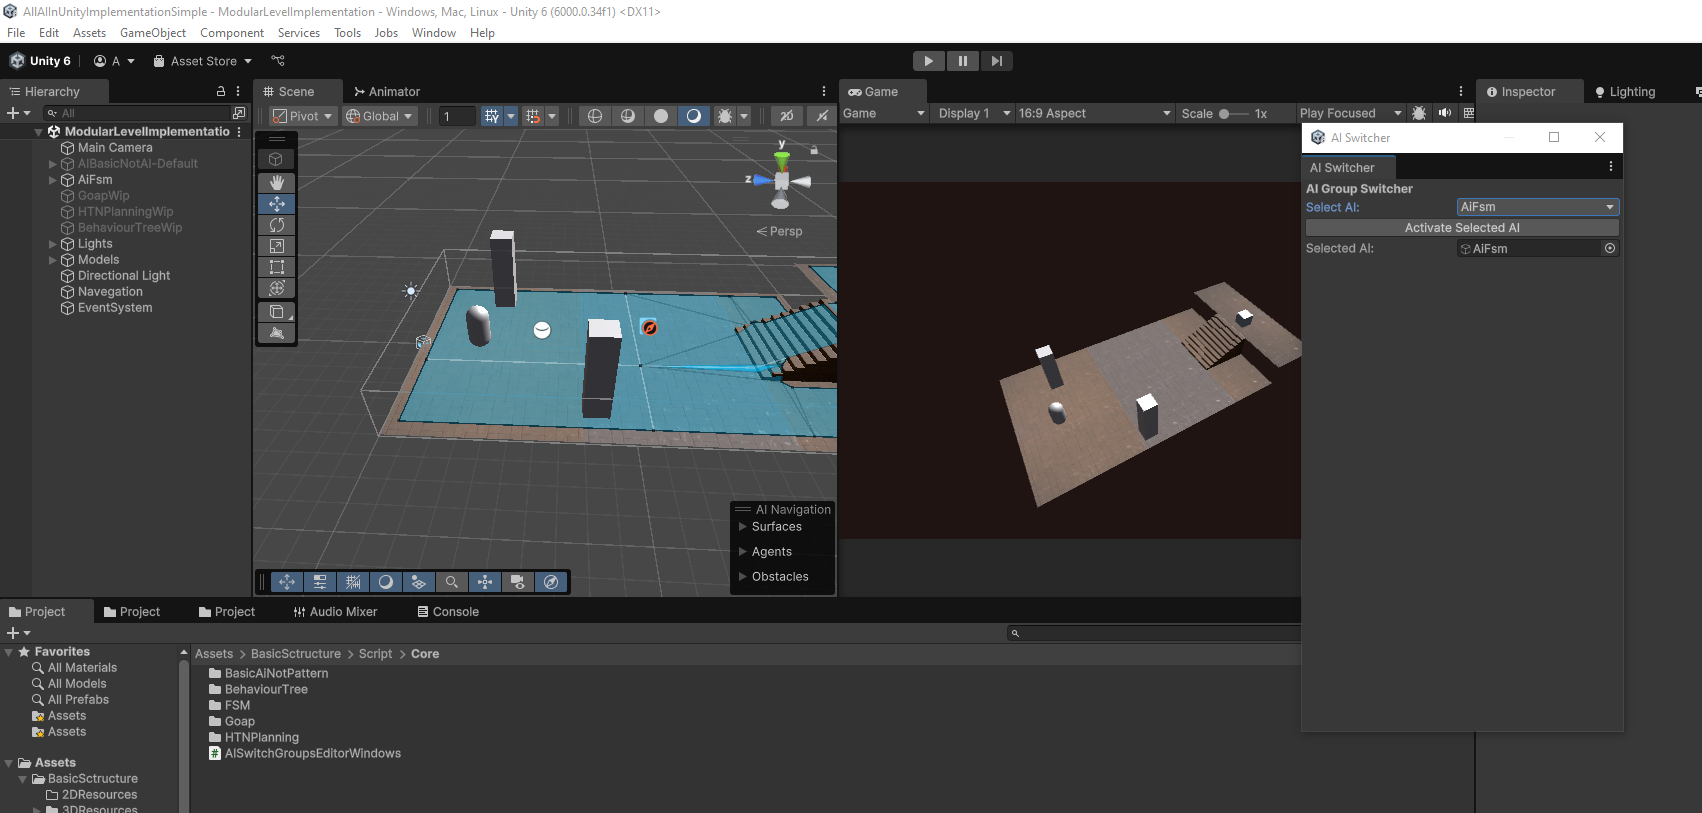 AIAIAInUnityImplementationSimple - ModularLevelImplementation - Windows, Mac, Linux - Unity 6 (6000.0.34f1) <DX11>
File Edit Assets GameObject Component Services Tools Jobs Window Help
Unity 6 A Asset Store
Hierarchy Scene Animator Game Inspector Lighting
All Pivot Global 1 2D Game Display 1 16:9 Aspect Scale 1x Play Focused
ModularLevelImplementatio
Main Camera
AIBasicNotAI-Default
AiFsm
GoapWip
HTNPlanningWip
BehaviourTreeWip
Lights
Models
Directional Light
Navegation
EventSystem
y
z
Persp
AI Navigation
Surfaces
Agents
Obstacles
AI Switcher
AI Switcher
AI Group Switcher
Select AI: AiFsm
Activate Selected AI
Selected AI: AiFsm
Project Project Project Audio Mixer Console
Favorites
All Materials
All Models
All Prefabs
Assets
Assets
Assets
BasicSctructure
2DResources
3DResources
Assets > BasicSctructure > Script > Core
BasicAiNotPattern
BehaviourTree
FSM
Goap
HTNPlanning
AISwitchGroupsEditorWindows